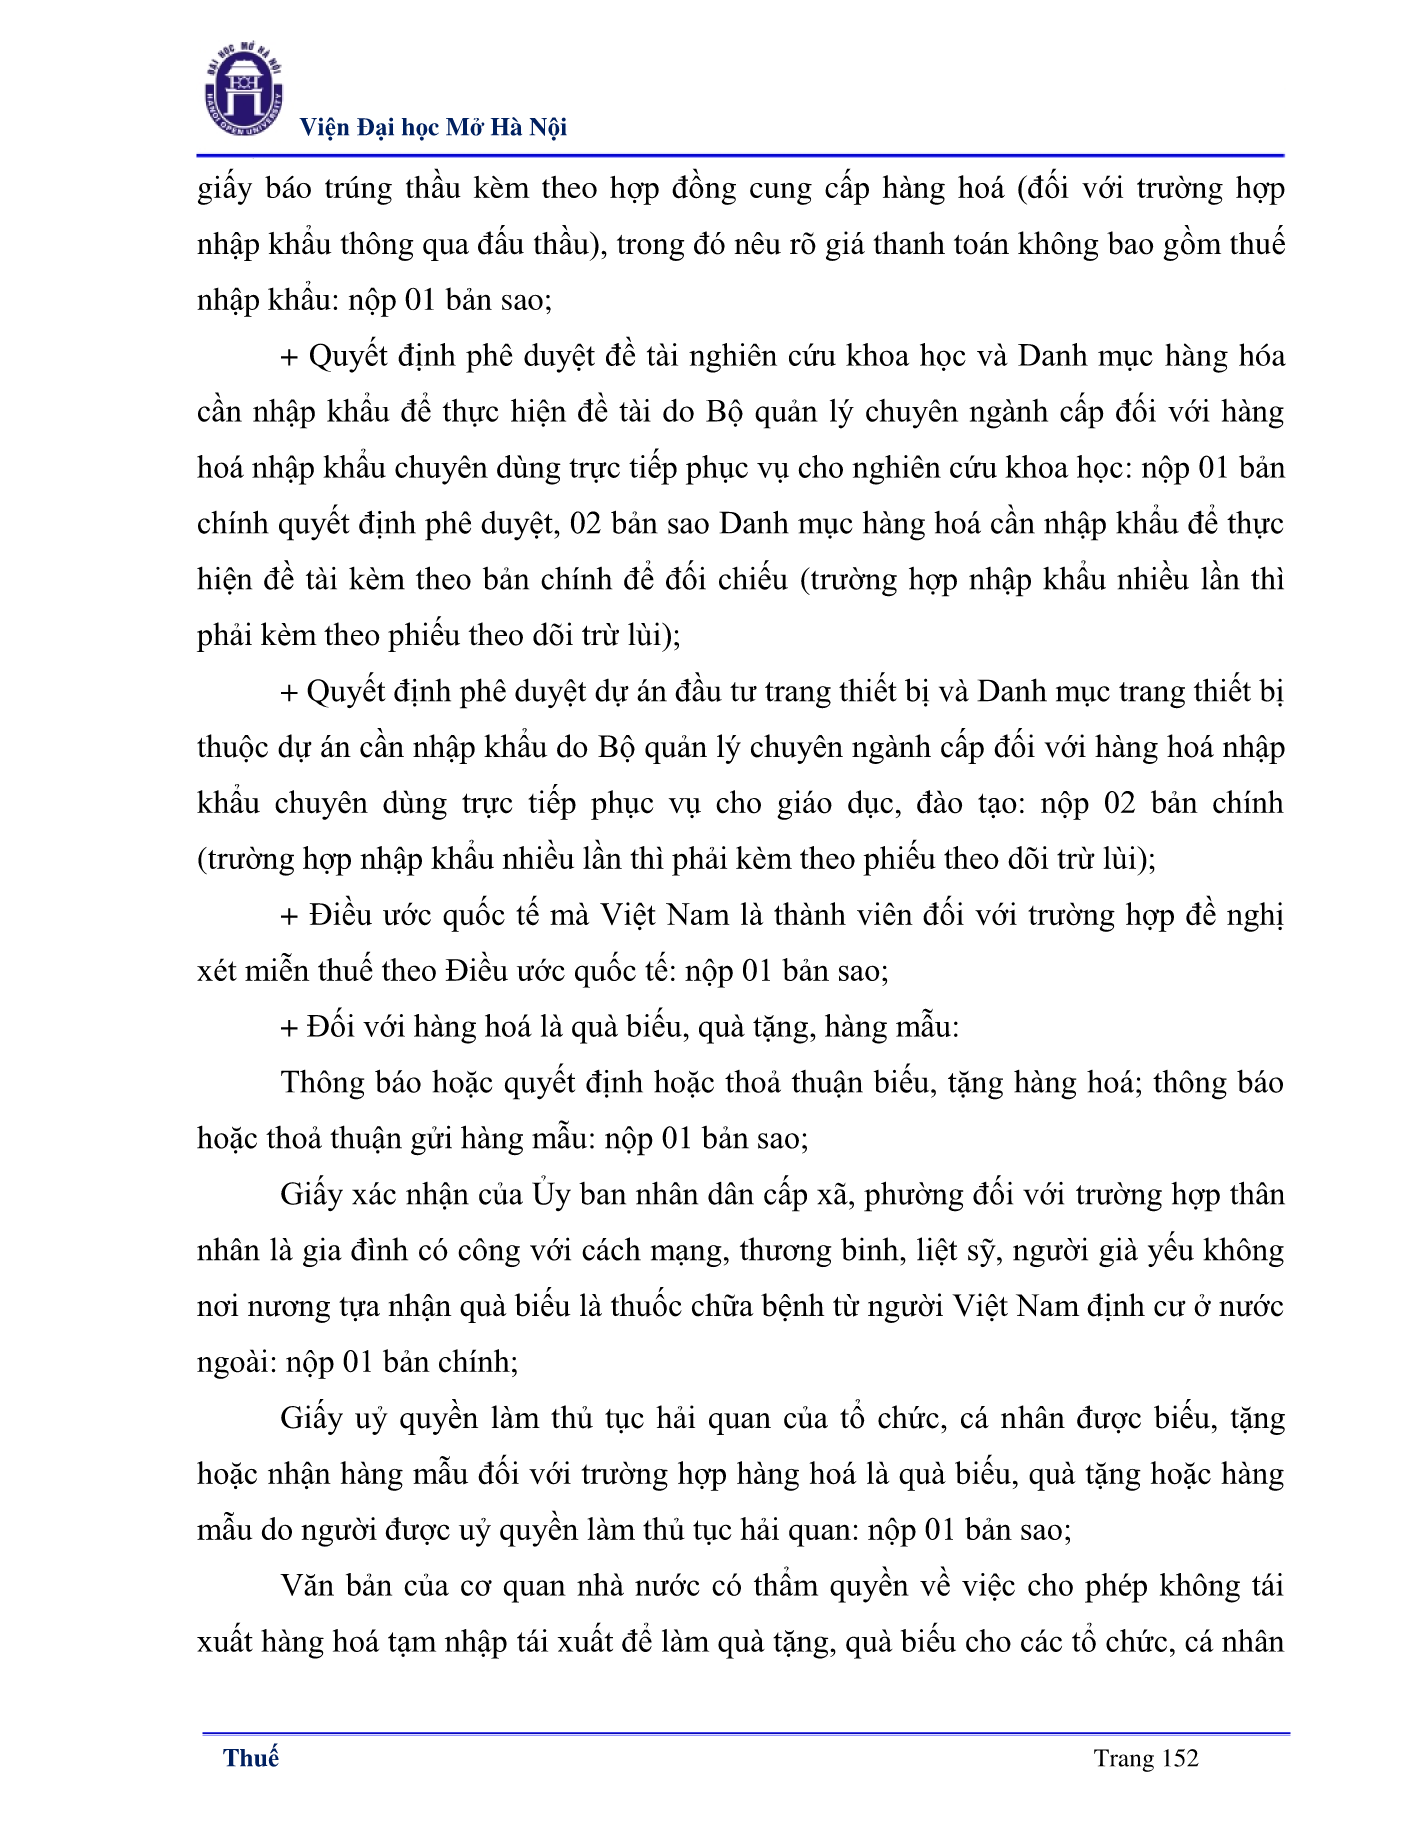 ĐẠI HỌC MỞ HÀ NỘI
HANOI OPEN UNIVERSITY
Viện Đại học Mở Hà Nội
giấy báo trúng thầu kèm theo hợp đồng cung cấp hàng hoá (đối với trường hợp
nhập khẩu thông qua đấu thầu), trong đó nêu rõ giá thanh toán không bao gồm thuế
nhập khẩu: nộp 01 bản sao;
+ Quyết định phê duyệt đề tài nghiên cứu khoa học và Danh mục hàng hóa
cần nhập khẩu để thực hiện đề tài do Bộ quản lý chuyên ngành cấp đối với hàng
hoá nhập khẩu chuyên dùng trực tiếp phục vụ cho nghiên cứu khoa học: nộp 01 bản
chính quyết định phê duyệt, 02 bản sao Danh mục hàng hoá cần nhập khẩu để thực
hiện đề tài kèm theo bản chính để đối chiếu (trường hợp nhập khẩu nhiều lần thì
phải kèm theo phiếu theo dõi trừ lùi);
+ Quyết định phê duyệt dự án đầu tư trang thiết bị và Danh mục trang thiết bị
thuộc dự án cần nhập khẩu do Bộ quản lý chuyên ngành cấp đối với hàng hoá nhập
khẩu chuyên dùng trực tiếp phục vụ cho giáo dục, đào tạo: nộp 02 bản chính
(trường hợp nhập khẩu nhiều lần thì phải kèm theo phiếu theo dõi trừ lùi);
+ Điều ước quốc tế mà Việt Nam là thành viên đối với trường hợp đề nghị
xét miễn thuế theo Điều ước quốc tế: nộp 01 bản sao;
+ Đối với hàng hoá là quà biếu, quà tặng, hàng mẫu:
Thông báo hoặc quyết định hoặc thoả thuận biếu, tặng hàng hoá; thông báo
hoặc thoả thuận gửi hàng mẫu: nộp 01 bản sao;
Giấy xác nhận của Ủy ban nhân dân cấp xã, phường đối với trường hợp thân
nhân là gia đình có công với cách mạng, thương binh, liệt sỹ, người già yếu không
nơi nương tựa nhận quà biếu là thuốc chữa bệnh từ người Việt Nam định cư ở nước
ngoài: nộp 01 bản chính;
Giấy uỷ quyền làm thủ tục hải quan của tổ chức, cá nhân được biếu, tặng
hoặc nhận hàng mẫu đối với trường hợp hàng hoá là quà biếu, quà tặng hoặc hàng
mẫu do người được uỷ quyền làm thủ tục hải quan: nộp 01 bản sao;
Văn bản của cơ quan nhà nước có thẩm quyền về việc cho phép không tái
xuất hàng hoá tạm nhập tái xuất để làm quà tặng, quà biếu cho các tổ chức, cá nhân
Thuế
Trang 152